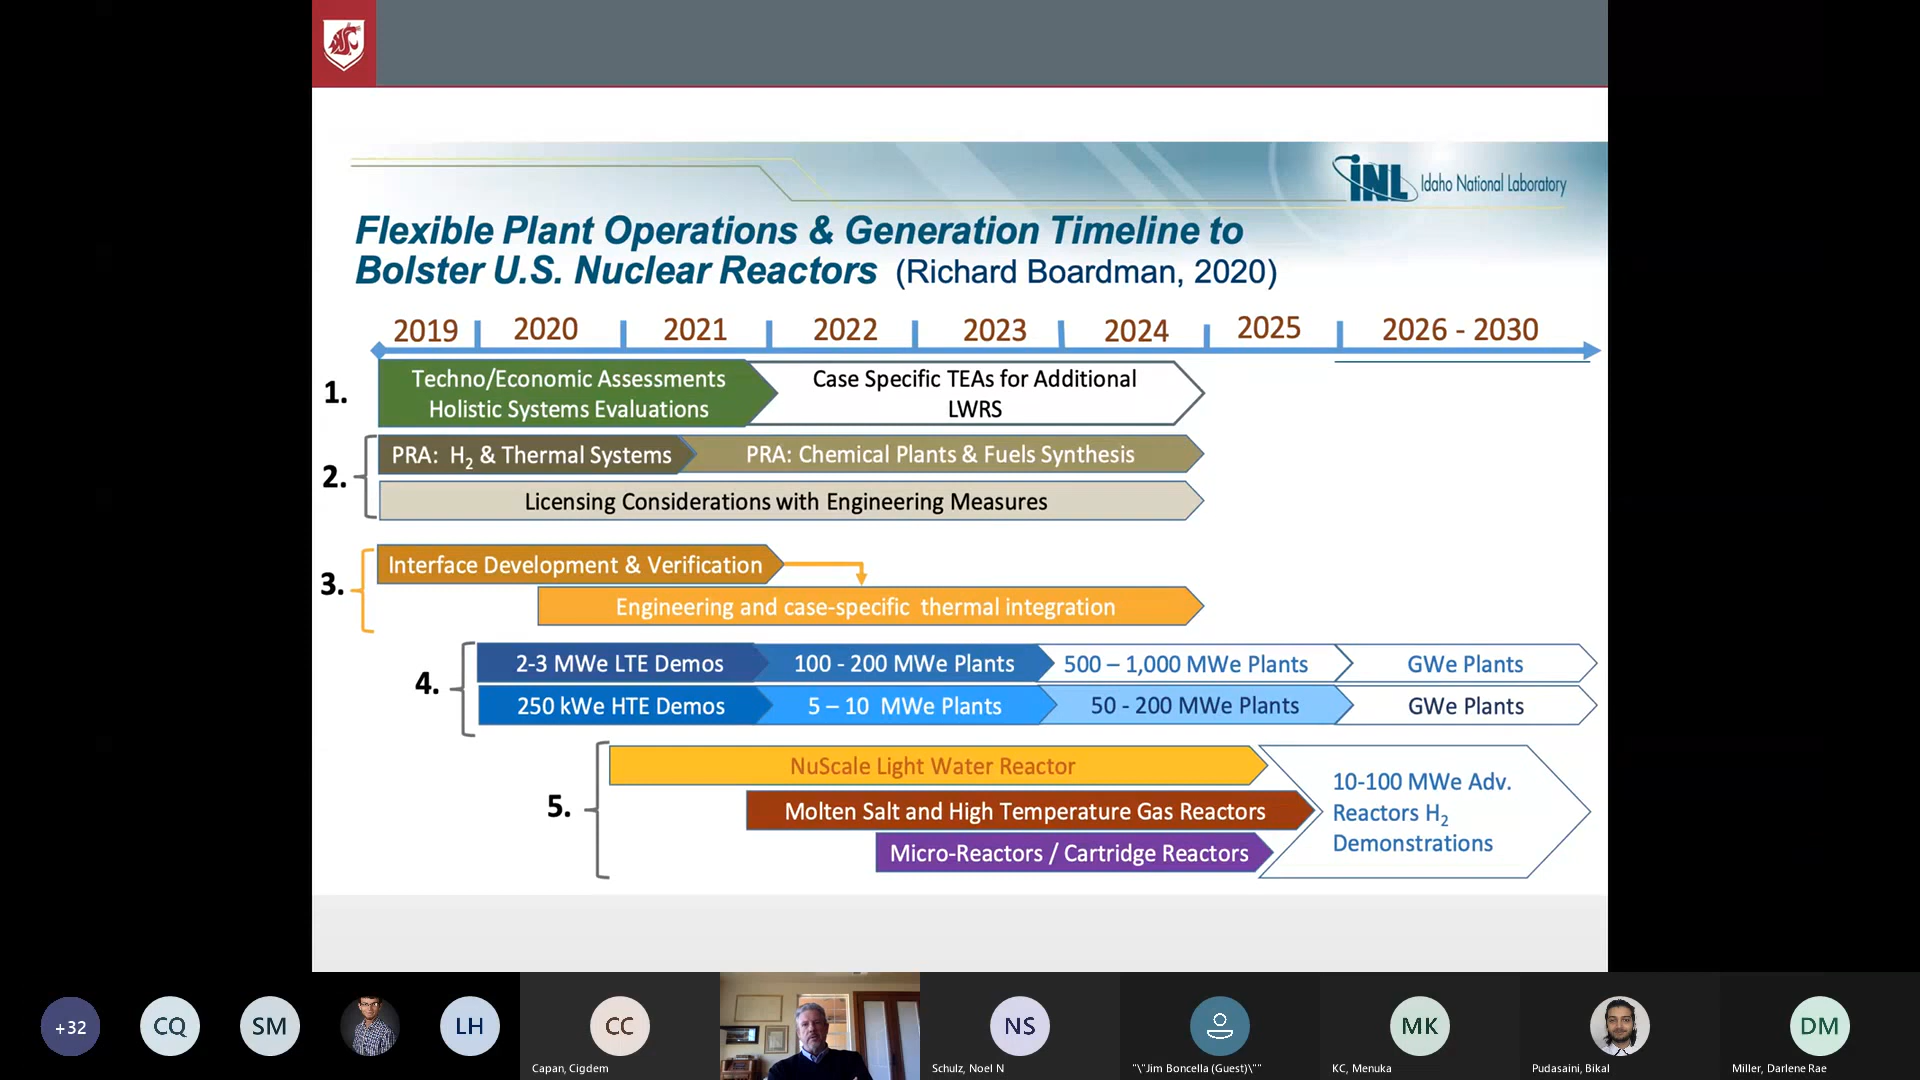 INL Idaho National Laboratory
Flexible Plant Operations & Generation Timeline to
Bolster U.S. Nuclear Reactors (Richard Boardman, 2020)
2019 2020 2021 2022 2023 2024 2025 2026 - 2030
1.
Techno/Economic Assessments
Holistic Systems Evaluations
Case Specific TEAs for Additional
LWRS
2.
PRA: H₂ & Thermal Systems
PRA: Chemical Plants & Fuels Synthesis
Licensing Considerations with Engineering Measures
3.
Interface Development & Verification
Engineering and case-specific thermal integration
4.
2-3 MWe LTE Demos
100 - 200 MWe Plants
500 – 1,000 MWe Plants
GWe Plants
250 kWe HTE Demos
5 – 10 MWe Plants
50 - 200 MWe Plants
GWe Plants
5.
NuScale Light Water Reactor
Molten Salt and High Temperature Gas Reactors
Micro-Reactors / Cartridge Reactors
10-100 MWe Adv.
Reactors H₂
Demonstrations
+32
CQ
SM
LH
CC
Capan, Cigdem
NS
Schulz, Noel N
"\"Jim Boncella (Guest)\""
MK
KC, Menuka
Pudasaini, Bikal
DM
Miller, Darlene Rae